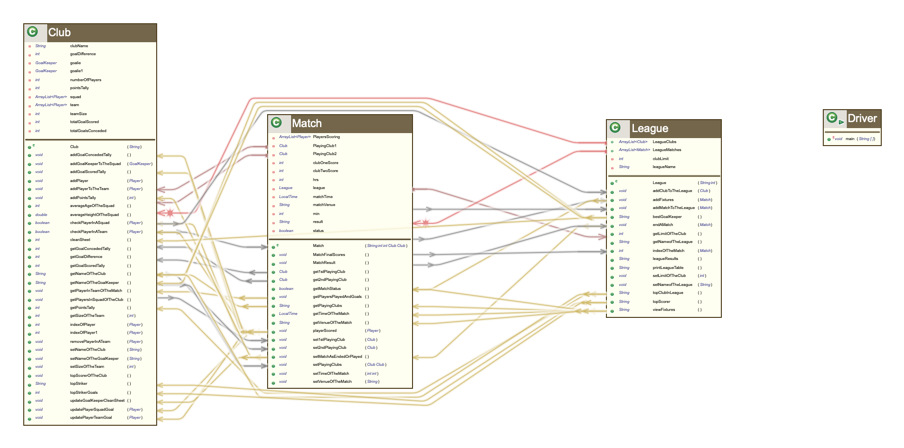 C Club
String clubName
int goalDifference
GoalKeeper goalie
GoalKeeper goalie1
int numberOfPlayers
int pointsTally
ArrayList<Player> squad
ArrayList<Player> team
int teamSize
int totalGoalScored
int totalGoalsConceded
Club (String)
void addGoalConcededTally ( )
void addGoalKeeperToTheSquad (GoalKeeper)
void addGoalScoredTally ( )
void addPlayer (Player)
void addPlayerToTheTeam (Player)
void addPointsTally (int)
int averageAgeOfTheSquad ( )
double averageHeightOfTheSquad ( )
boolean checkPlayerInASquad (Player)
boolean checkPlayerInATeam (Player)
int cleanSheet ( )
int getGoalConcededTally ( )
int getGoalDifference ( )
int getGoalScoredTally ( )
String getNameOfTheClub ( )
String getNameOfTheGoalKeeper ( )
void getPlayerInTeamOfTheMatch ( )
void getPlayersInSquadOfTheClub ( )
int getPointsTally ( )
int getSizeOfTheTeam (int)
int indexOfPlayer (Player)
int indexOfPlayer1 (Player)
void removePlayerInATeam (Player)
void setNameOfTheClub (String)
void setNameOfTheGoalKeeper (String)
void setSizeOfTheTeam (int)
void topScorerOfTheClub ( )
String topStriker ( )
int topStrikerGoals ( )
void updateGoalKeeperCleanSheet ( )
void updatePlayerSquadGoal (Player)
void updatePlayerTeamGoal (Player)
C Match
ArrayList<Player> PlayersScoring
Club PlayingClub1
Club PlayingClub2
int clubOneScore
int clubTwoScore
int hrs
League league
LocalTime matchTime
String matchVenue
int min
String result
boolean status
Match (String int int Club Club)
void MatchFinalScores ( )
void MatchResult ( )
Club get1stPlayingClub ( )
Club get2ndPlayingClub ( )
boolean getMatchStatus ( )
void getPlayersPlayedAndGoals ( )
String getPlayingClubs ( )
LocalTime getTimeOfTheMatch ( )
String getVenueOfTheMatch ( )
void playerScored (Player)
void set1stPlayingClub (Club)
void set2ndPlayingClub (Club)
void setMatchAsEndedOrPlayed ( )
void setPlayingClubs (Club Club)
void setTimeOfTheMatch (int int)
void setVenueOfTheMatch (String)
C League
ArrayList<Club> LeagueClubs
ArrayList<Match> LeagueMatches
int clubLimit
String leagueName
League (String int)
void addClubToTheLeague (Club)
void addFixtures (Match)
void addMatchToTheLeague (Match)
String bestGoalKeeper ( )
void endAMatch (Match)
int getLimitOfTheClub ( )
String getNameofTheLeague ( )
int indexOfTheMatch (Match)
String leagueResults ( )
String printLeagueTable ( )
void setLimitOfTheClub (int)
void setNameofTheLeague (String)
String topClubInLeague ( )
String topScorer ( )
String viewFixtures ( )
C Driver
void main (String [ ])